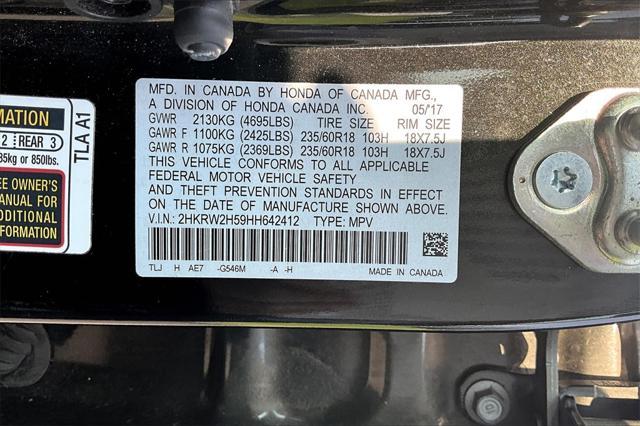 MFD. IN CANADA BY HONDA OF CANADA MFG.,
A DIVISION OF HONDA CANADA INC. 05/'17
GVWR 2130KG (4695LBS) TIRE SIZE RIM SIZE
GAWR F 1100KG (2425LBS) 235/60R18 103H 18X7.5J
GAWR R 1075KG (2369LBS) 235/60R18 103H 18X7.5J
THIS VEHICLE CONFORMS TO ALL APPLICABLE
FEDERAL MOTOR VEHICLE SAFETY
AND THEFT PREVENTION STANDARDS IN EFFECT
ON THE DATE OF MANUFACTURE SHOWN ABOVE.
V.I.N.: 2HKRW2H59HH642412 TYPE: MPV
TLJ H AE7 -G546M -A -H MADE IN CANADA
MATION
2 REAR 3
85kg or 850lbs.
EE OWNER'S
MANUAL FOR
ADDITIONAL
INFORMATION
TLA A1